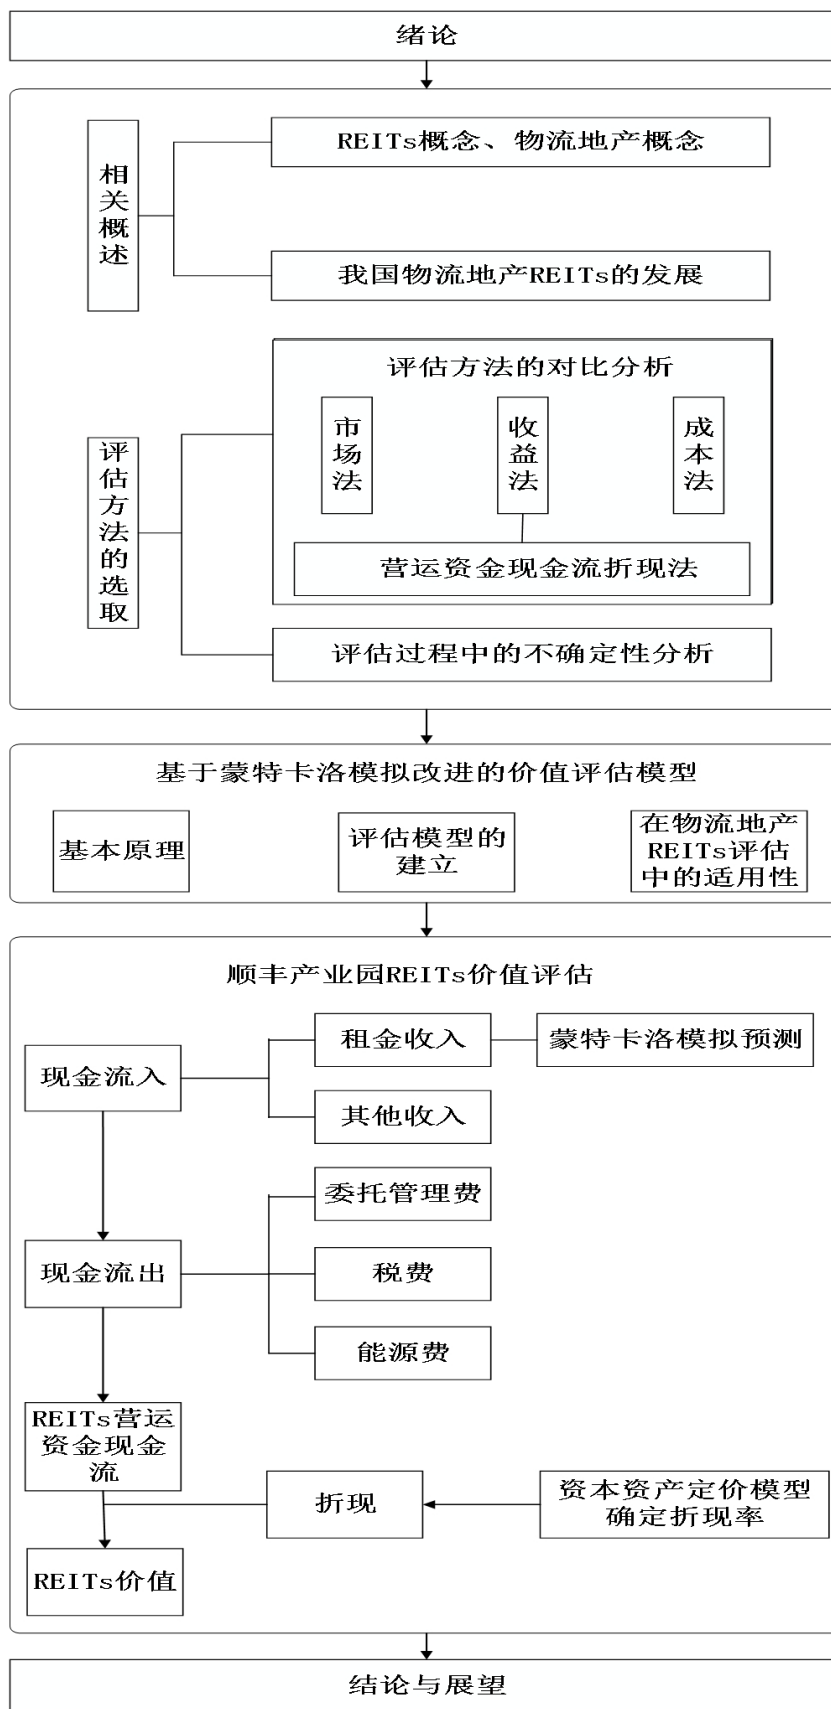 绪论
相关概述
REITs概念、物流地产概念
我国物流地产REITs的发展
评估方法的选取
评估方法的对比分析
市场法
收益法
成本法
营运资金现金流折现法
评估过程中的不确定性分析
基于蒙特卡洛模拟改进的价值评估模型
基本原理
评估模型的
建立
在物流地产
REITs评估
中的适用性
顺丰产业园REITs价值评估
现金流入
租金收入
蒙特卡洛模拟预测
其他收入
现金流出
委托管理费
税费
能源费
REITs营运
资金现金
流
折现
资本资产定价模型
确定折现率
REITs价值
结论与展望